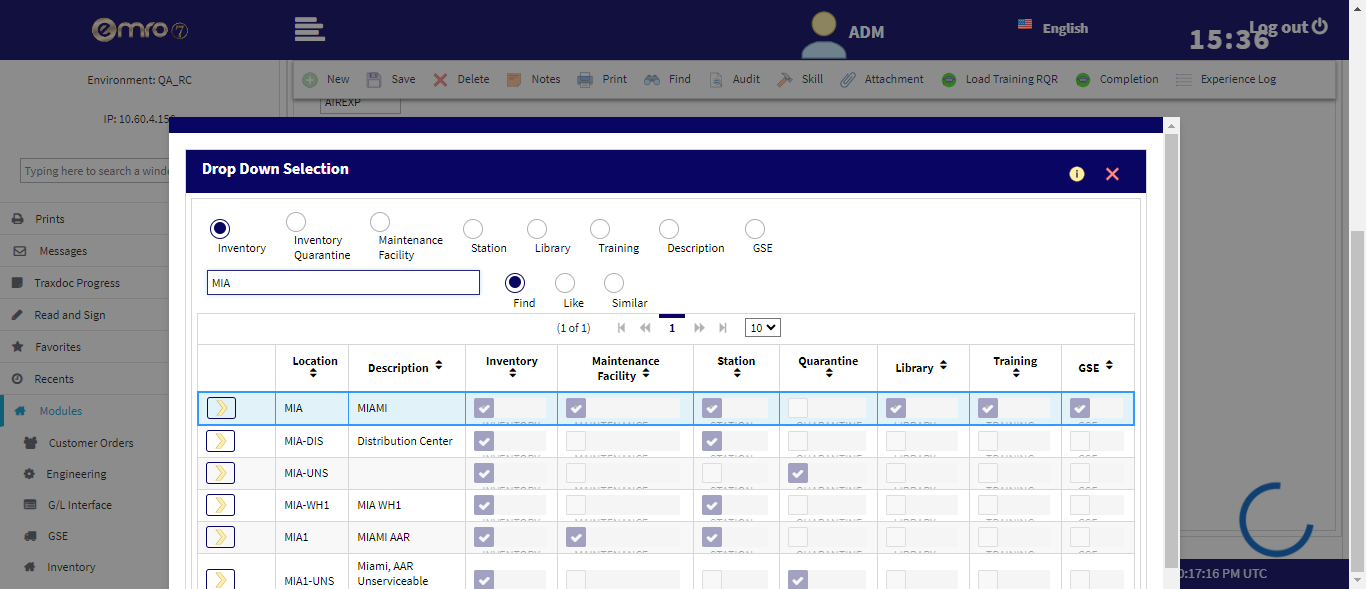 emro 7
ADM
English
15:36
Log out
Environment: QA_RC
IP: 10.60.4.15
New Save Delete Notes Print Find Audit Skill Attachment Load Training RQR Completion Experience Log
AIREXP
Typing here to search a wind
Prints
Messages
Traxdoc Progress
Read and Sign
Favorites
Recents
Modules
Customer Orders
Engineering
G/L Interface
GSE
Inventory
Drop Down Selection
Inventory Inventory Quarantine Maintenance Facility Station Library Training Description GSE
MIA
Find Like Similar
(1 of 1) 1 10
Location Description Inventory Maintenance Facility Station Quarantine Library Training GSE
MIA MIAMI
MIA-DIS Distribution Center
MIA-UNS
MIA-WH1 MIA WH1
MIA1 MIAMI AAR
MIA1-UNS Miami, AAR Unserviceable
0:17:16 PM UTC